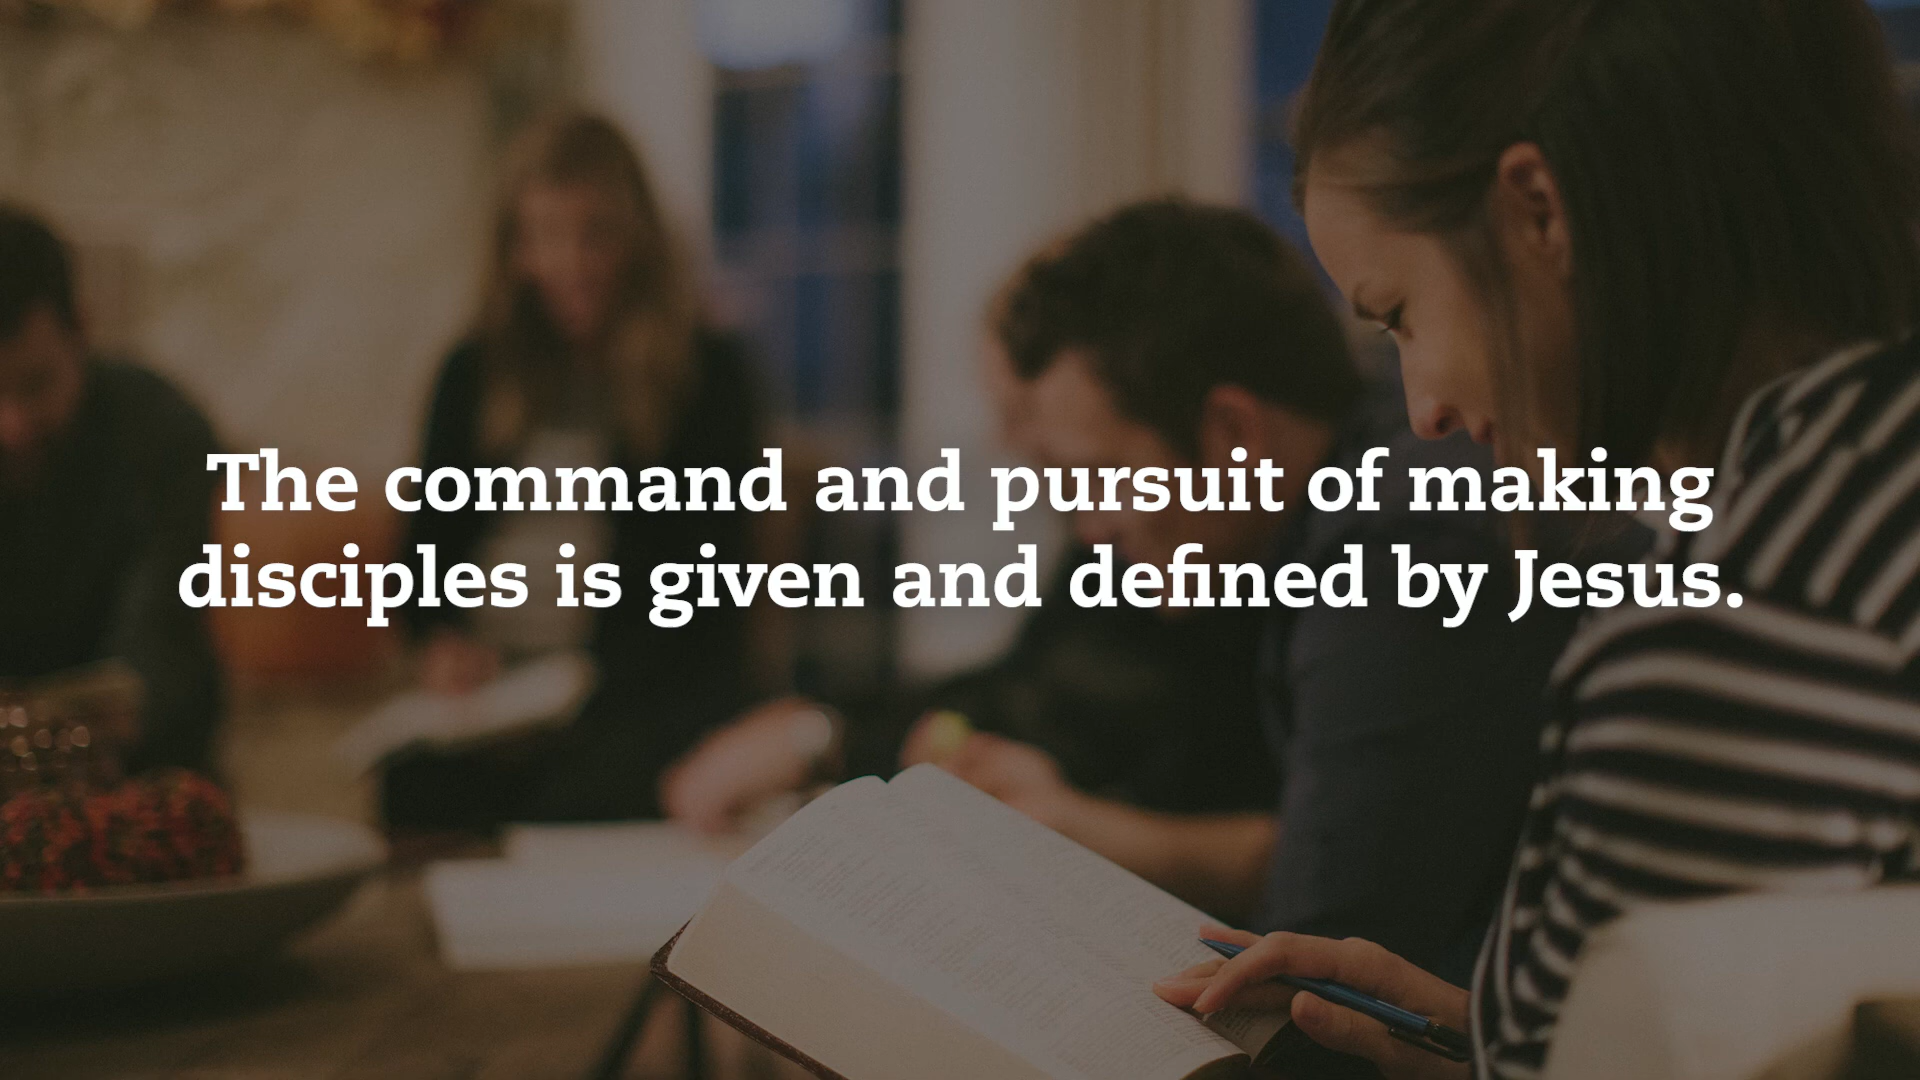 The command and pursuit of making
disciples is given and defined by Jesus.